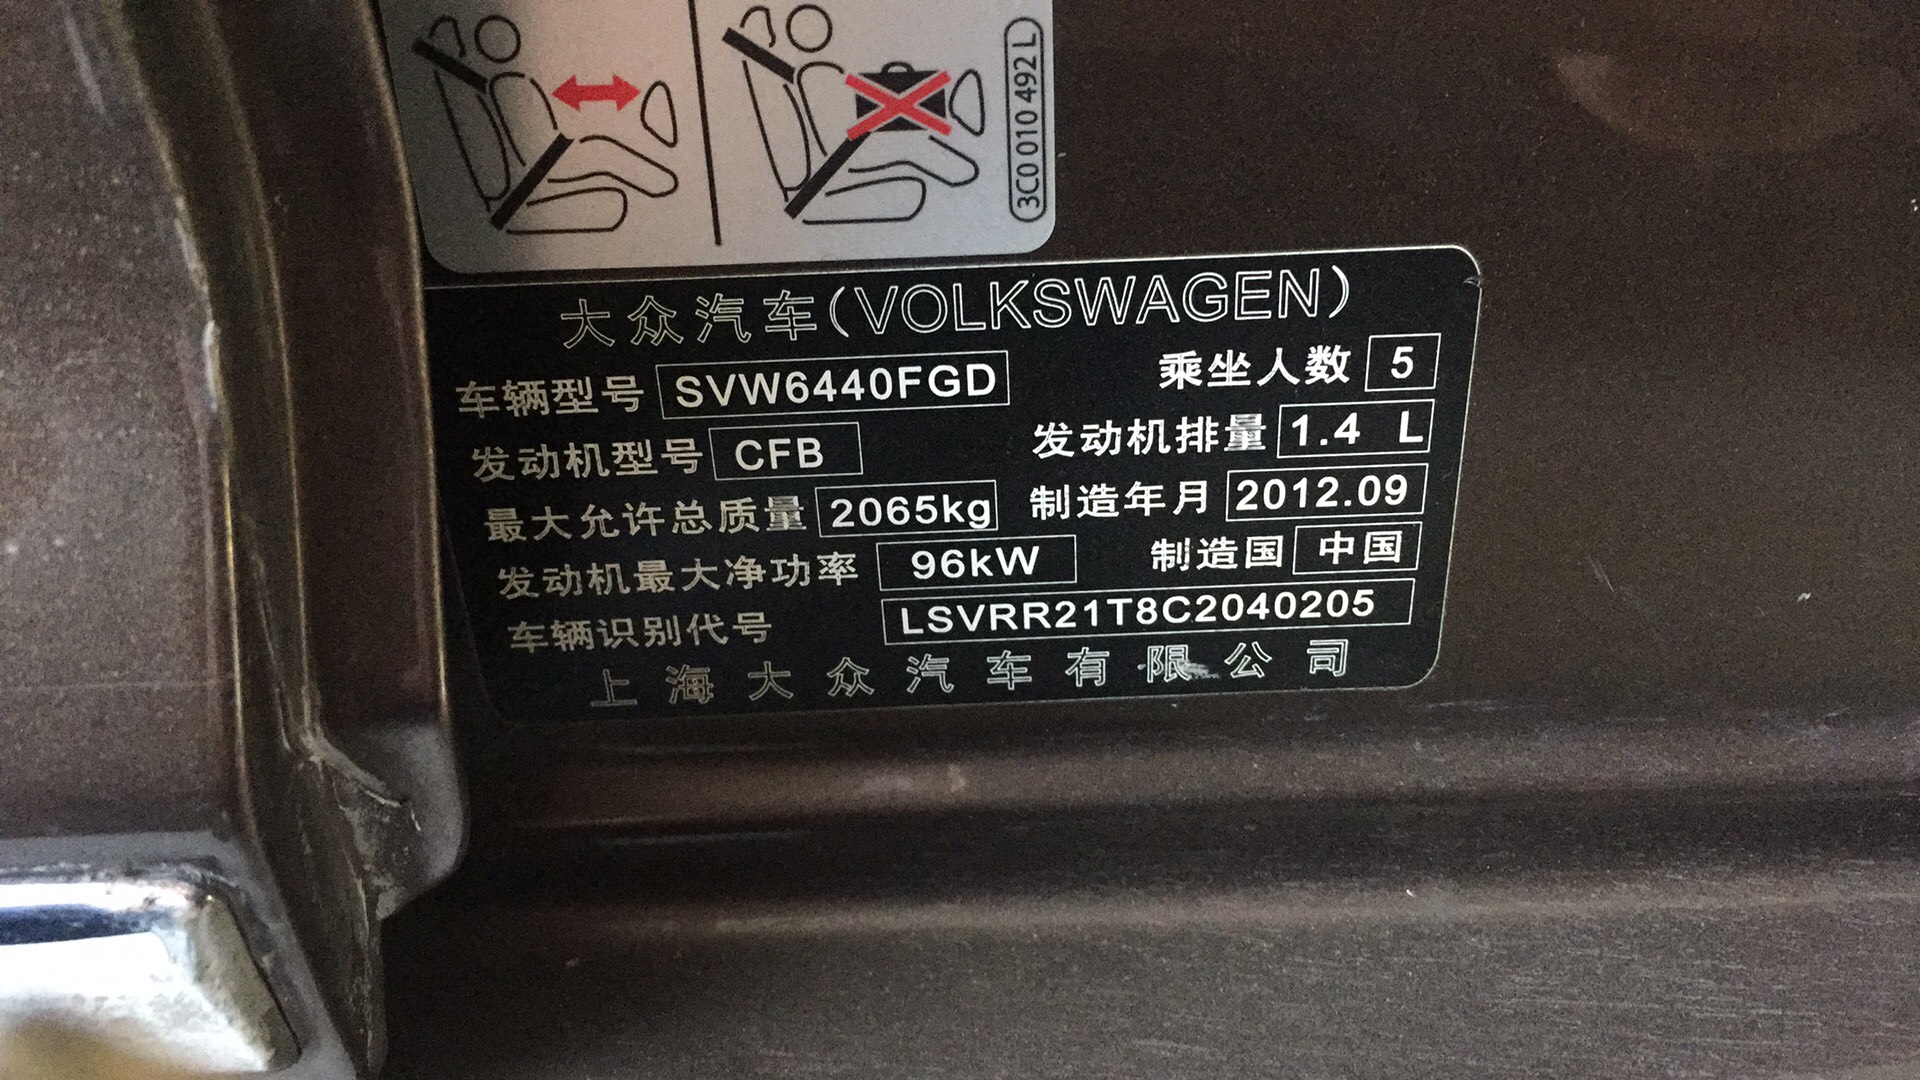 3C0 010 492 L
大众汽车(VOLKSWAGEN)
车辆型号 SVW6440FGD 乘坐人数 5
发动机型号 CFB 发动机排量 1.4 L
最大允许总质量 2065kg 制造年月 2012.09
发动机最大净功率 96kW 制造国 中国
车辆识别代号 LSVRR21T8C2040205
上海大众汽车有限公司